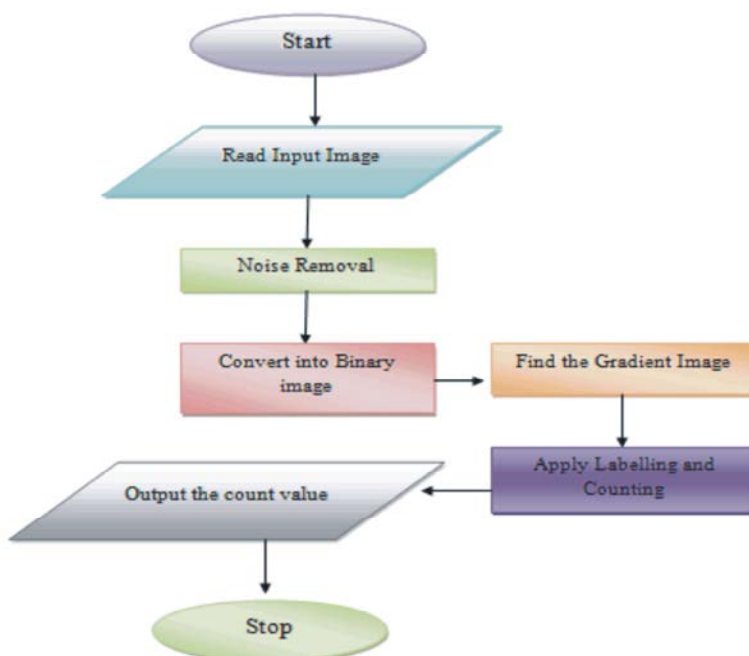 Start
Read Input Image
Noise Removal
Convert into Binary
image
Find the Gradient Image
Apply Labelling and
Counting
Output the count value
Stop